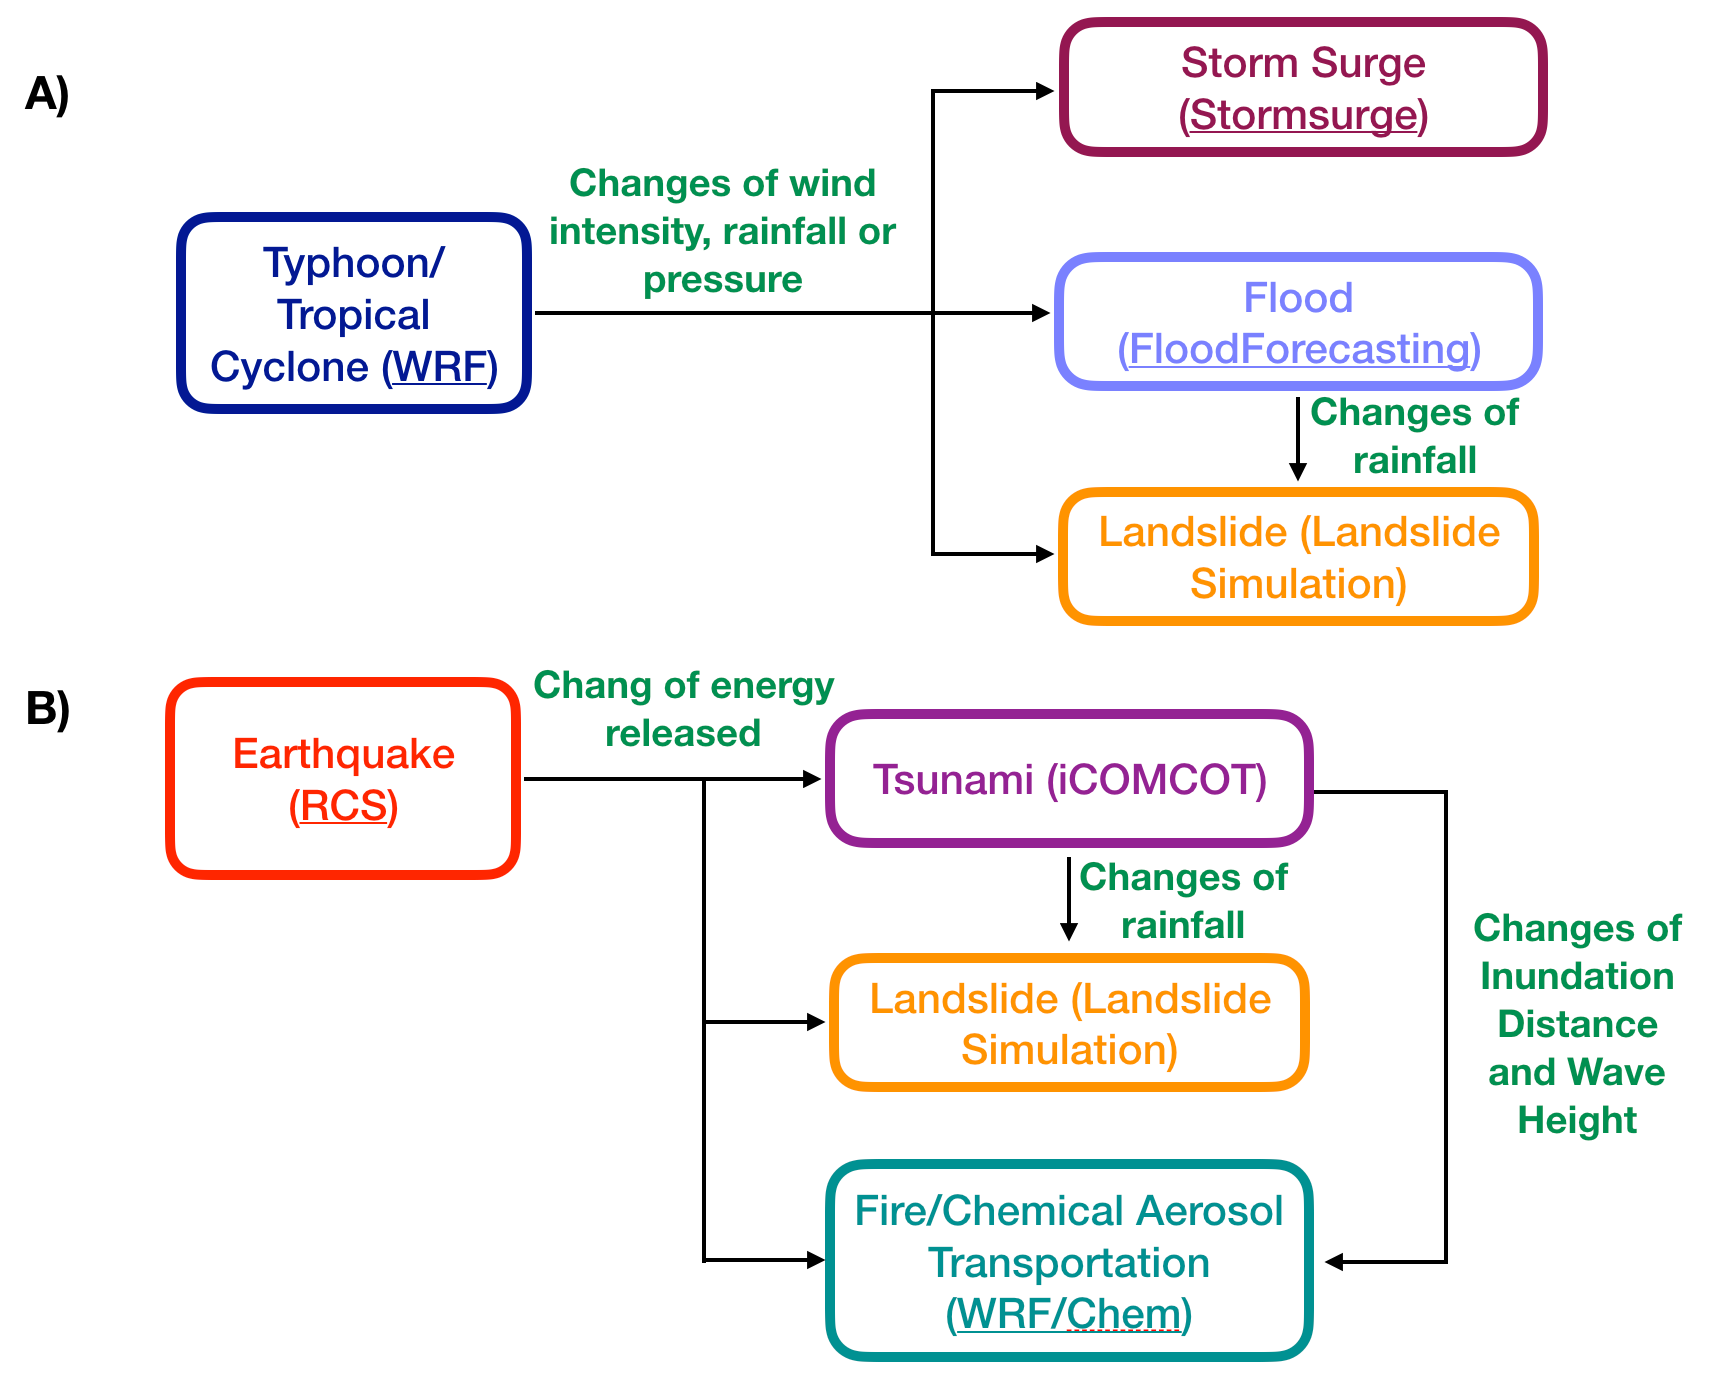 A)
Storm Surge
(Stormsurge)
Changes of wind
intensity, rainfall or
pressure
Typhoon/
Tropical
Cyclone (WRF)
Flood
(FloodForecasting)
Changes of
rainfall
Landslide (Landslide
Simulation)
B)
Earthquake
(RCS)
Chang of energy
released
Tsunami (iCOMCOT)
Changes of
rainfall
Landslide (Landslide
Simulation)
Changes of
Inundation
Distance
and Wave
Height
Fire/Chemical Aerosol
Transportation
(WRF/Chem)